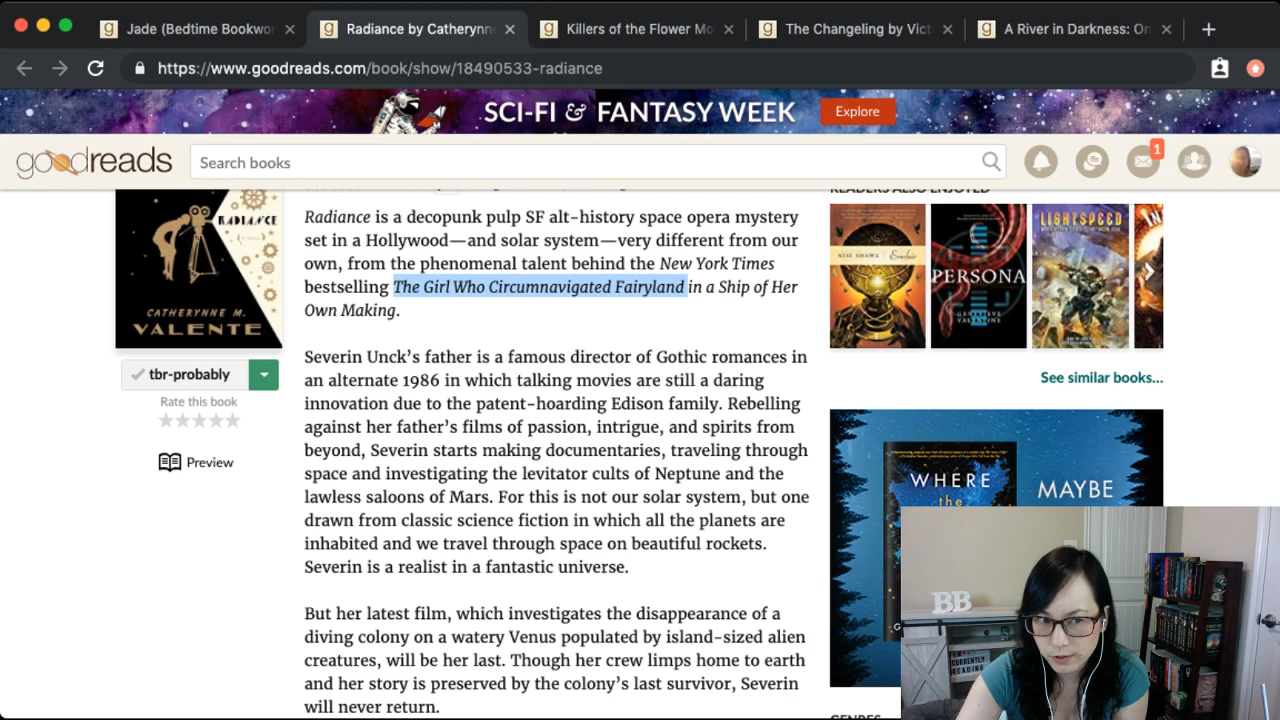 Jade (Bedtime Bookwor
Radiance by Catherynne
Killers of the Flower Mo
The Changeling by Vict
A River in Darkness: On
https://www.goodreads.com/book/show/18490533-radiance
SCI-FI & FANTASY WEEK
Explore
goodreads
Search books
1
READERS ALSO ENJOYED
RADIANCE
CATHERYNNE M.
VALENTE
tbr-probably
Rate this book
Preview
Radiance is a decopunk pulp SF alt-history space opera mystery
set in a Hollywood—and solar system—very different from our
own, from the phenomenal talent behind the New York Times
bestselling The Girl Who Circumnavigated Fairyland in a Ship of Her
Own Making.
Severin Unck’s father is a famous director of Gothic romances in
an alternate 1986 in which talking movies are still a daring
innovation due to the patent-hoarding Edison family. Rebelling
against her father’s films of passion, intrigue, and spirits from
beyond, Severin starts making documentaries, traveling through
space and investigating the levitator cults of Neptune and the
lawless saloons of Mars. For this is not our solar system, but one
drawn from classic science fiction in which all the planets are
inhabited and we travel through space on beautiful rockets.
Severin is a realist in a fantastic universe.
But her latest film, which investigates the disappearance of a
diving colony on a watery Venus populated by island-sized alien
creatures, will be her last. Though her crew limps home to earth
and her story is preserved by the colony’s last survivor, Severin
will never return.
NISI SHAWL
Everfair
PERSONA
GENEVIEVE
VALENTINE
LIGHTSPEED
IN
See similar books...
WHERE
the
MAYBE
GENRES
BB
CURRENTLY
READING